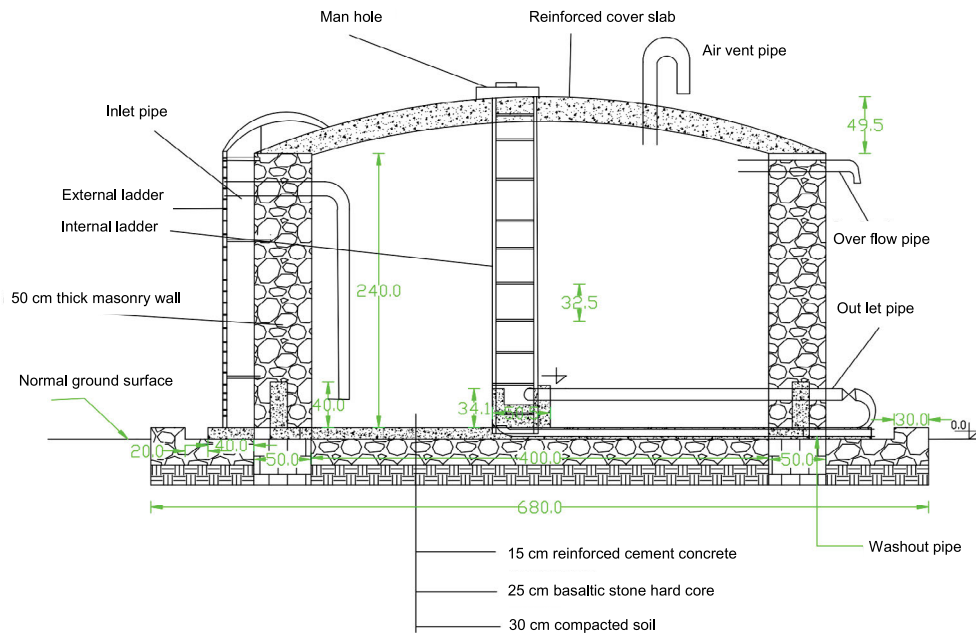 Man hole
Reinforced cover slab
Air vent pipe
Inlet pipe
49.5
External ladder
Internal ladder
Over flow pipe
240.0
32.5
50 cm thick masonry wall
Out let pipe
Normal ground surface
40.0
34.1
30.0
0.0
20.0
40.0
50.0
400.0
50.0
680.0
Washout pipe
15 cm reinforced cement concrete
25 cm basaltic stone hard core
30 cm compacted soil